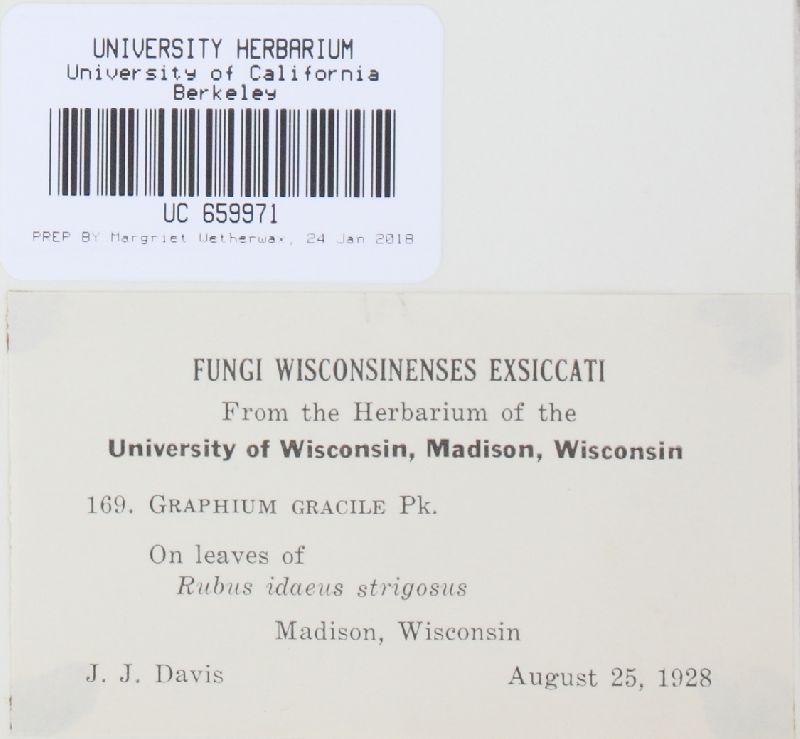 UNIVERSITY HERBARIUM
University of California
Berkeley
UC 659971
PREP BY Margriet Wetherwax, 24 Jan 2018
FUNGI WISCONSINENSES EXSICCATI
From the Herbarium of the
University of Wisconsin, Madison, Wisconsin
169. GRAPHIUM GRACILE Pk.
On leaves of
Rubus idaeus strigosus
Madison, Wisconsin
J. J. Davis August 25, 1928